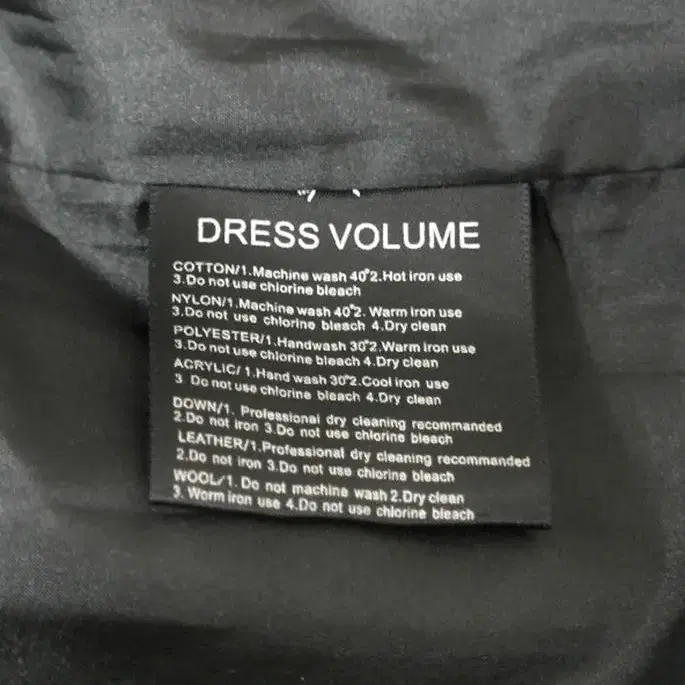 DRESS VOLUME
COTTON/1.Machine wash 40°2.Hot iron use
3.Do not use chlorine bleach
NYLON/1.Machine wash 40°2. Warm iron use
3.Do not use chlorine bleach 4.Dry clean
POLYESTER/1.Handwash 30°2.Warm iron use
3.Do not use chlorine bleach 4.Dry clean
ACRYLIC/ 1.Hand wash 30°2.Cool iron use
3. Do not use chlorine bleach 4.Dry clean
DOWN/1. Professional dry cleaning recommanded
2.Do not iron 3.Do not use chlorine bleach
LEATHER/1.Professional dry cleaning recommanded
2.Do not iron 3.Do not use chlorine bleach
WOOL/1. Do not machine wash 2.Dry clean
3. Worm iron use 4.Do not use chlorine bleach